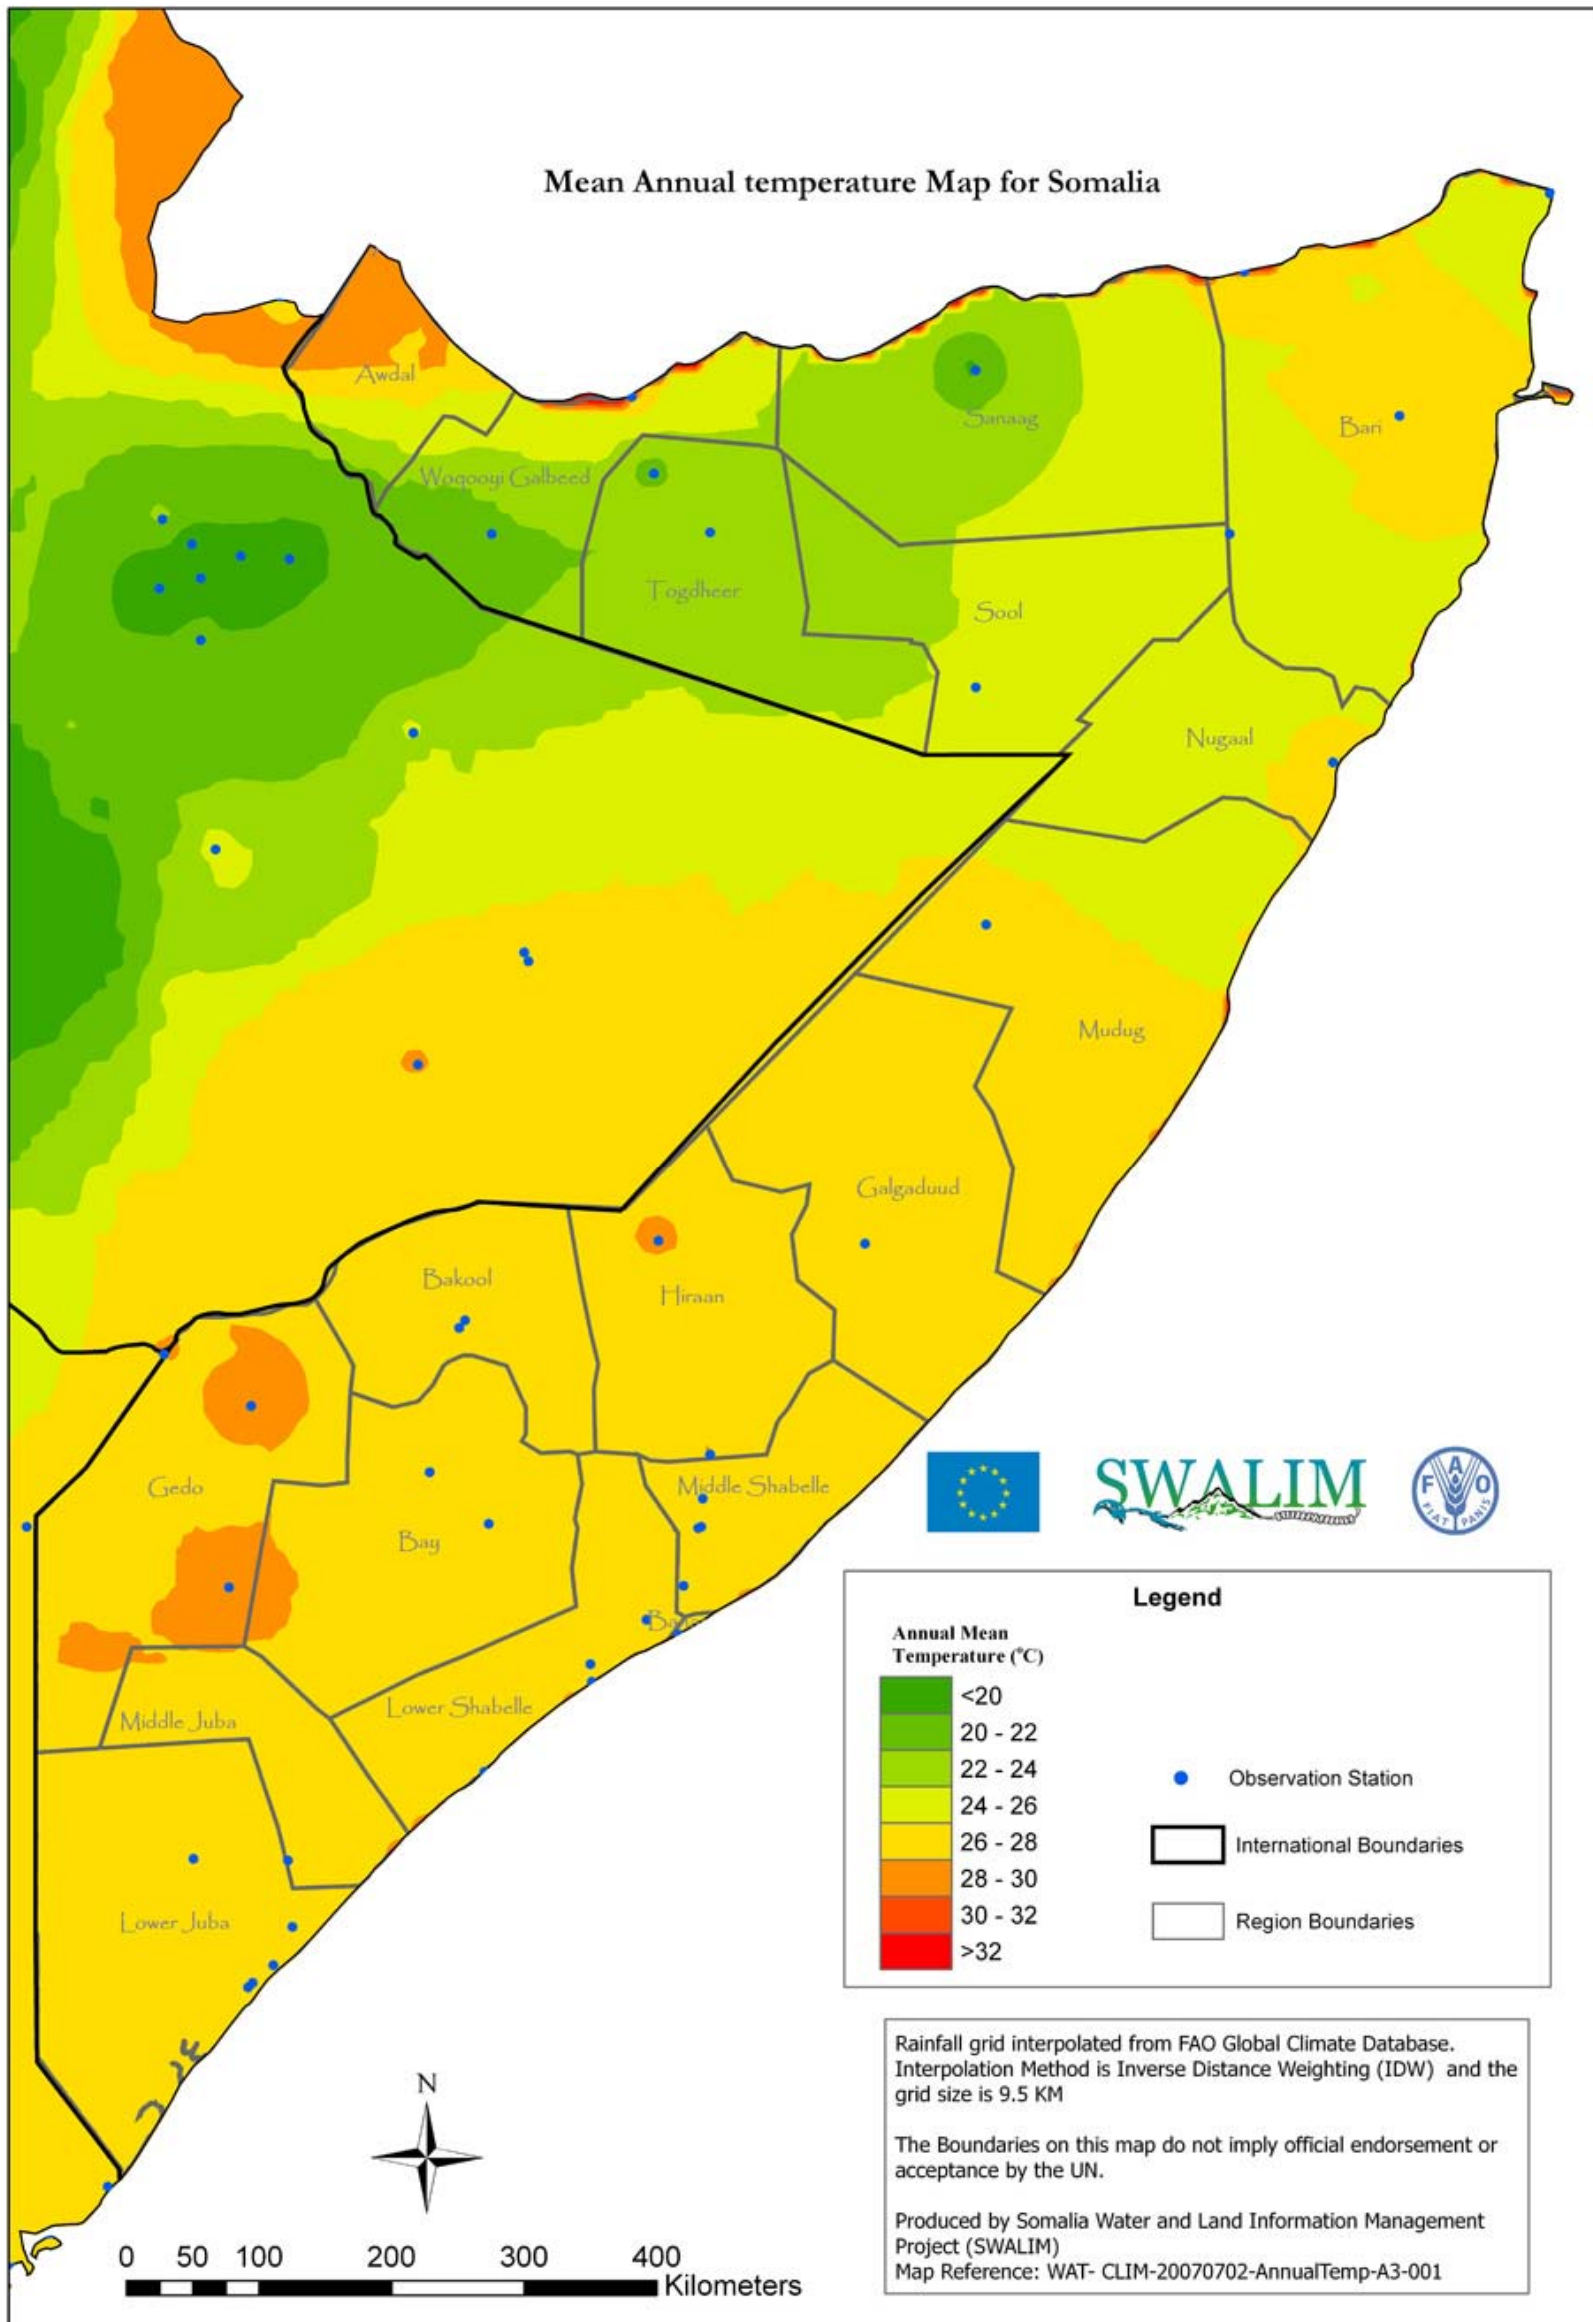 Mean Annual temperature Map for Somalia
Awdal
Woqooyi Galbeed
Togdheer
Sanaag
Bari
Sool
Nugaal
Mudug
Galgaduud
Hiraan
Bakool
Gedo
Bay
Middle Shabelle
Lower Shabelle
Middle Juba
Lower Juba
SWALIM
F A O
FIAT PANIS
Legend
Annual Mean
Temperature (°C)
<20
20 - 22
22 - 24
24 - 26
26 - 28
28 - 30
30 - 32
>32
Observation Station
International Boundaries
Region Boundaries
Rainfall grid interpolated from FAO Global Climate Database.
Interpolation Method is Inverse Distance Weighting (IDW) and the
grid size is 9.5 KM
The Boundaries on this map do not imply official endorsement or
acceptance by the UN.
Produced by Somalia Water and Land Information Management
Project (SWALIM)
Map Reference: WAT- CLIM-20070702-AnnualTemp-A3-001
N
0 50 100 200 300 400
Kilometers